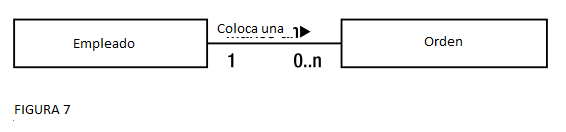 Empleado
Coloca una
Orden
1
0..n
FIGURA 7